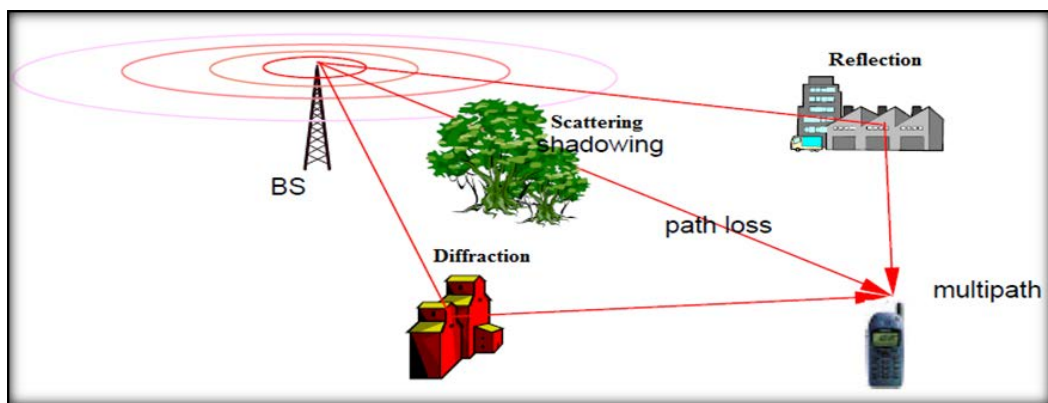 Reflection
Scattering
shadowing
BS
path loss
Diffraction
multipath